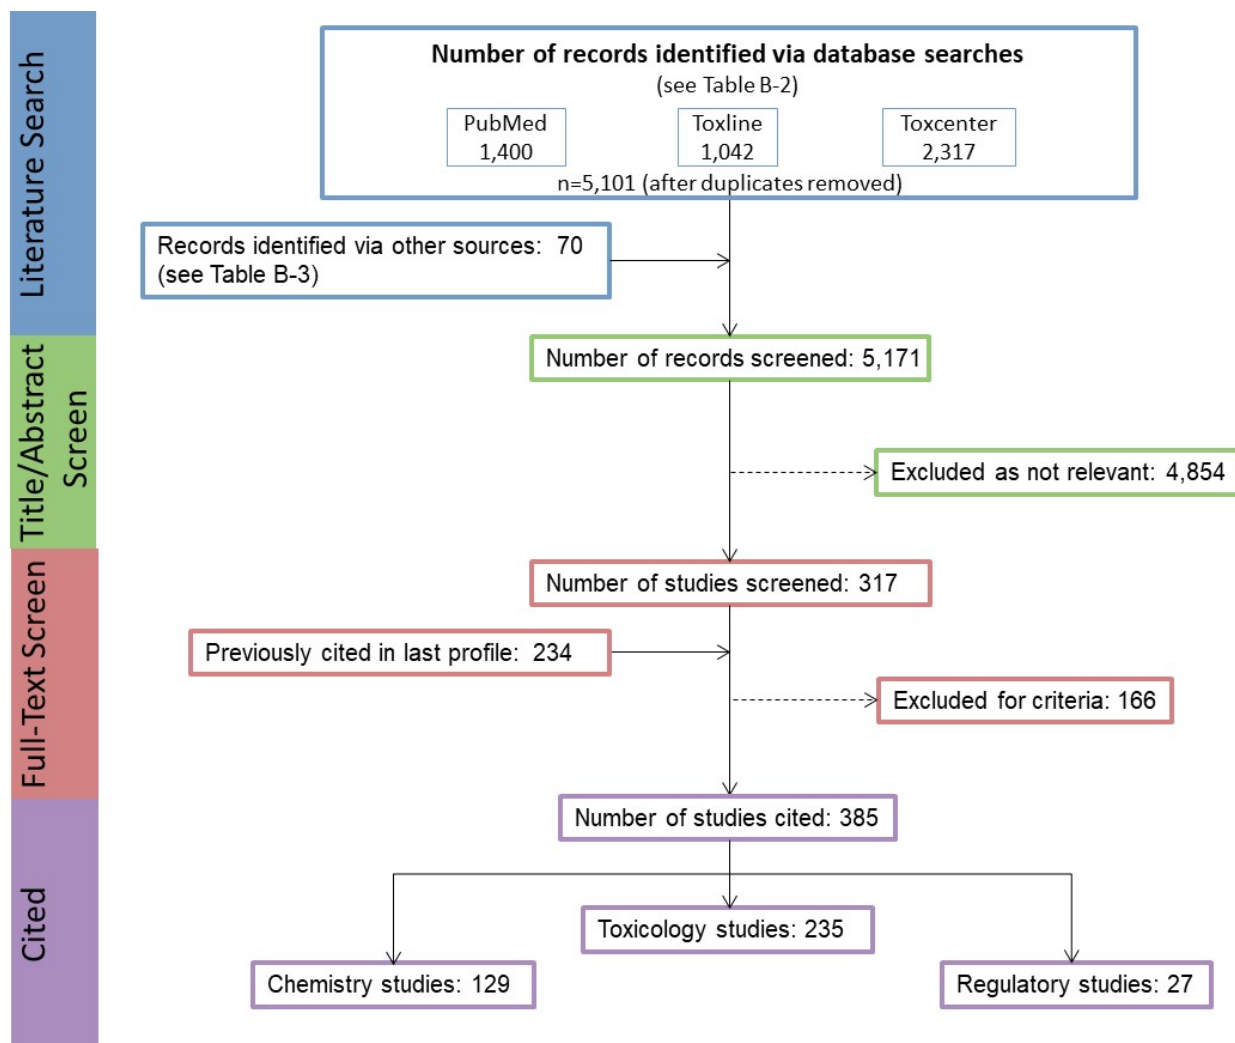 Literature Search
Number of records identified via database searches
(see Table B-2)
PubMed
1,400
Toxline
1,042
Toxcenter
2,317
n=5,101 (after duplicates removed)
Records identified via other sources: 70
(see Table B-3)
Title/Abstract
Screen
Number of records screened: 5,171
Excluded as not relevant: 4,854
Full-Text Screen
Number of studies screened: 317
Previously cited in last profile: 234
Excluded for criteria: 166
Cited
Number of studies cited: 385
Toxicology studies: 235
Chemistry studies: 129
Regulatory studies: 27